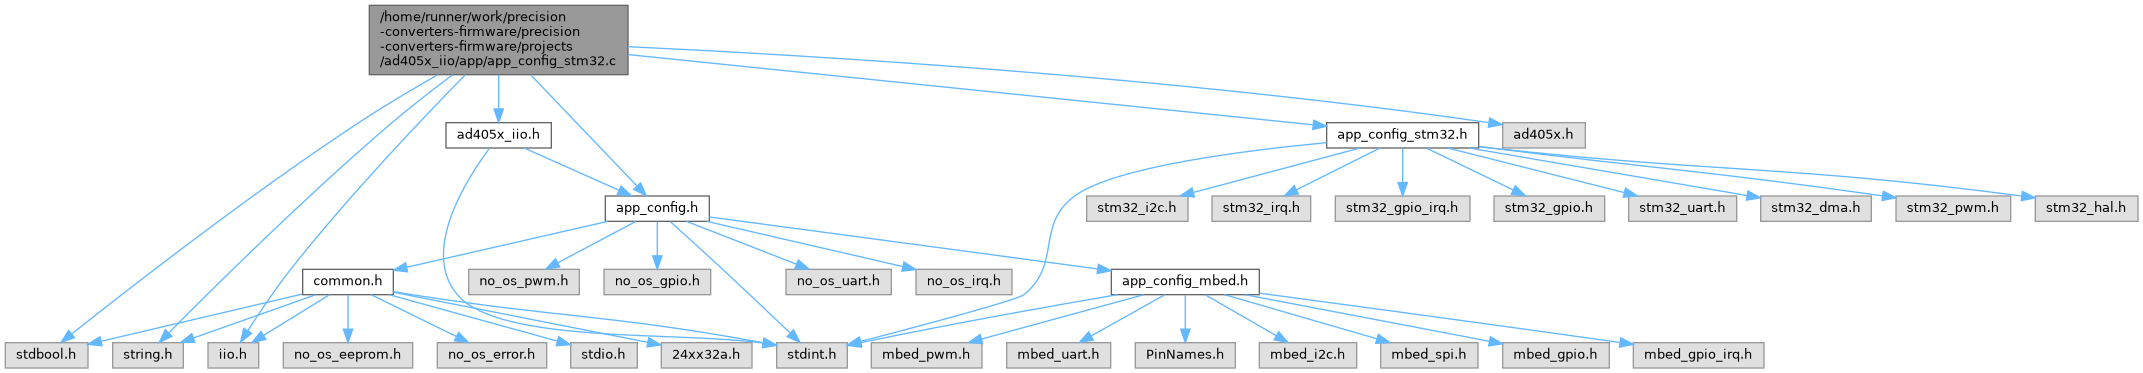 /home/runner/work/precision
-converters-firmware/precision
-converters-firmware/projects
/ad405x_iio/app/app_config_stm32.c
ad405x_iio.h
app_config_stm32.h
ad405x.h
app_config.h
stm32_i2c.h
stm32_irq.h
stm32_gpio_irq.h
stm32_gpio.h
stm32_uart.h
stm32_dma.h
stm32_pwm.h
stm32_hal.h
common.h
no_os_pwm.h
no_os_gpio.h
no_os_uart.h
no_os_irq.h
app_config_mbed.h
stdbool.h
string.h
iio.h
no_os_eeprom.h
no_os_error.h
stdio.h
24xx32a.h
stdint.h
mbed_pwm.h
mbed_uart.h
PinNames.h
mbed_i2c.h
mbed_spi.h
mbed_gpio.h
mbed_gpio_irq.h